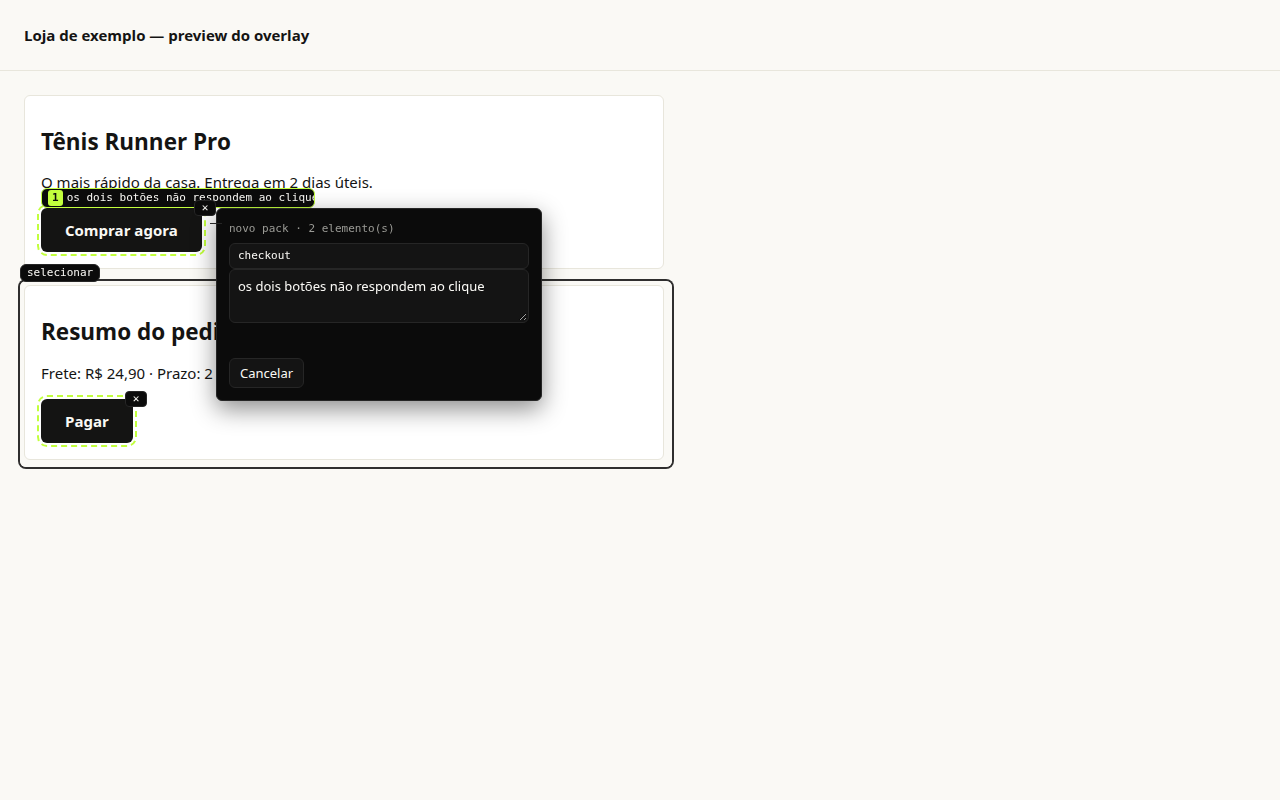 Loja de exemplo — preview do overlay
Tênis Runner Pro
O mais rápido da casa. Entrega em 2 dias úteis.
1 os dois botões não respondem ao clique
×
Comprar agora
novo pack · 2 elemento(s)
checkout
os dois botões não respondem ao clique
Cancelar
selecionar
Resumo do pedi
Frete: R$ 24,90 · Prazo: 2
×
Pagar